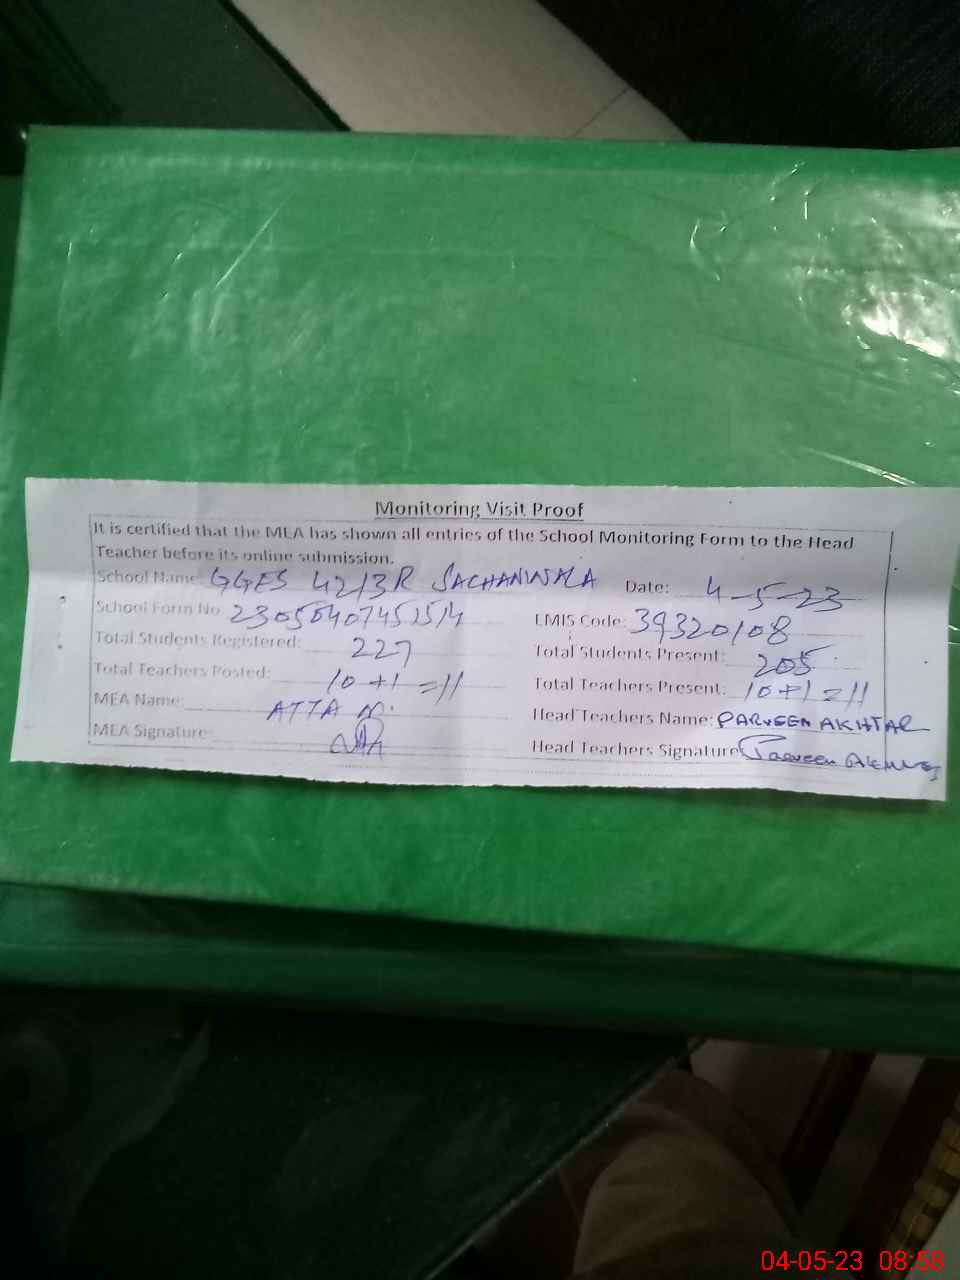 Monitoring Visit Proof
It is certified that the MEA has shown all entries of the School Monitoring Form to the Head
Teacher before its online submission.
School Name: GGES 42/3R SACHANWALA Date: 4-5-23
School Form No. 23050407451514 EMIS Code: 39320108
Total Students Registered: 227 Total Students Present: 205
Total Teachers Posted: 10+1=11 Total Teachers Present: 10+1=11
MEA Name: ATTA M. Head Teachers Name: PARVEEN AKHTAR
MEA Signature: Head Teachers Signature Parveen Akhtar
04-05-23 08:58